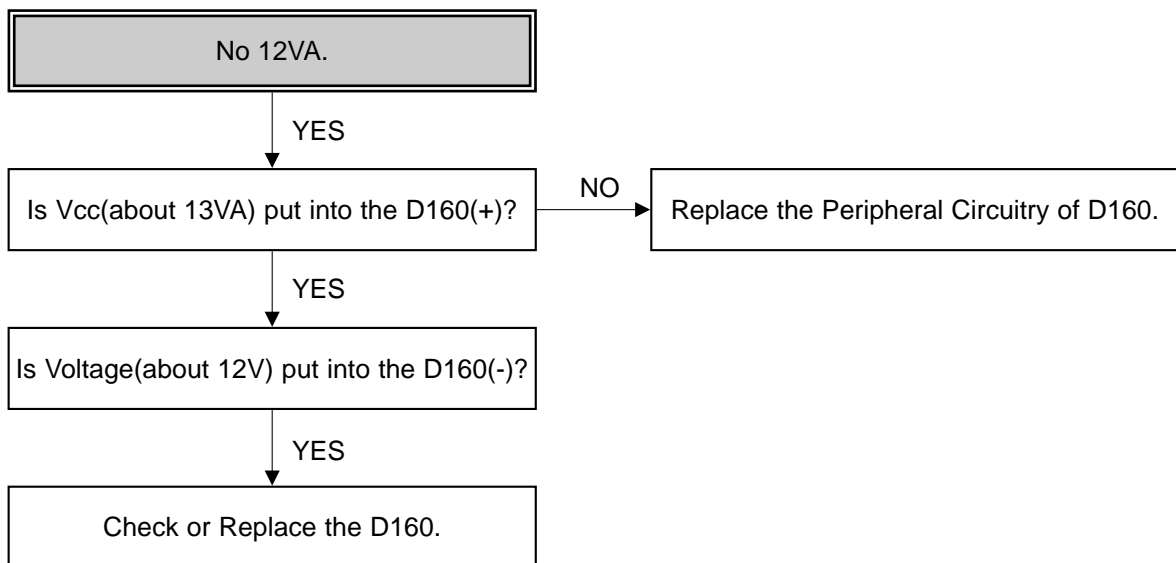 No 12VA.
YES
Is Vcc(about 13VA) put into the D160(+)?
NO
Replace the Peripheral Circuitry of D160.
YES
Is Voltage(about 12V) put into the D160(-)?
YES
Check or Replace the D160.